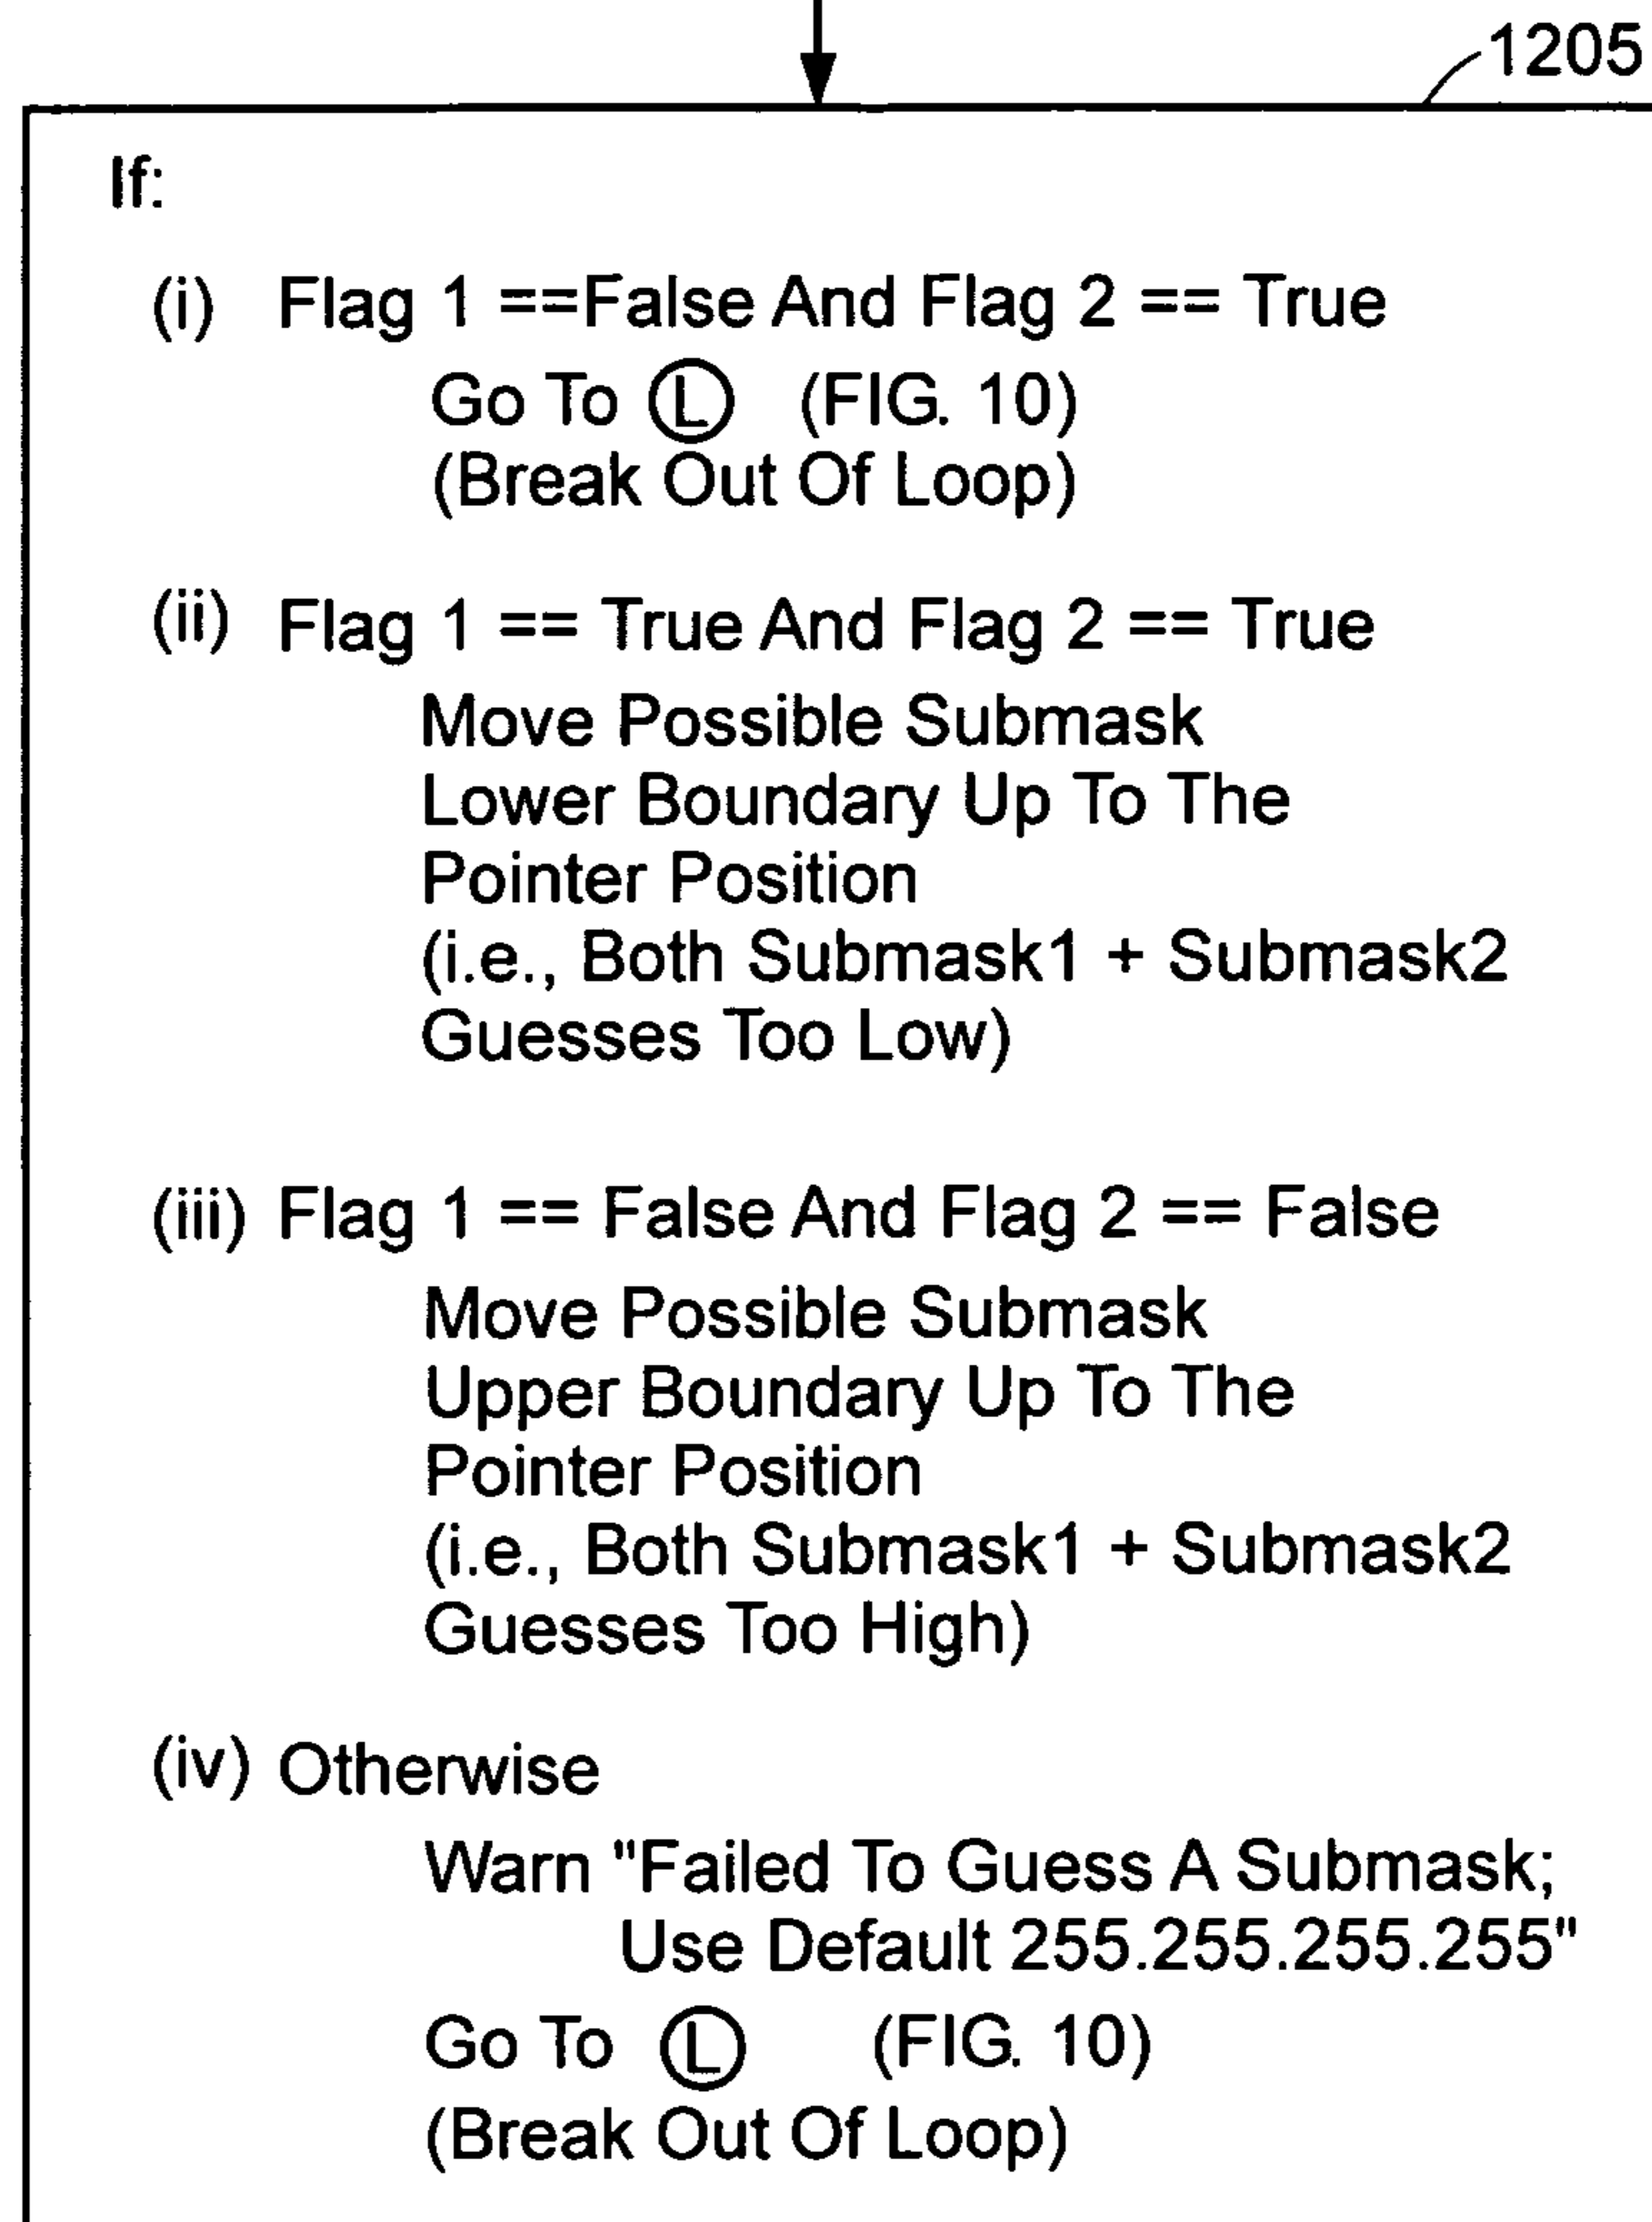 1205
If:
(i) Flag 1 ==False And Flag 2 == True
Go To L (FIG. 10)
(Break Out Of Loop)
(ii) Flag 1 == True And Flag 2 == True
Move Possible Submask
Lower Boundary Up To The
Pointer Position
(i.e., Both Submask1 + Submask2
Guesses Too Low)
(iii) Flag 1 == False And Flag 2 == False
Move Possible Submask
Upper Boundary Up To The
Pointer Position
(i.e., Both Submask1 + Submask2
Guesses Too High)
(iv) Otherwise
Warn "Failed To Guess A Submask;
Use Default 255.255.255.255"
Go To L (FIG. 10)
(Break Out Of Loop)